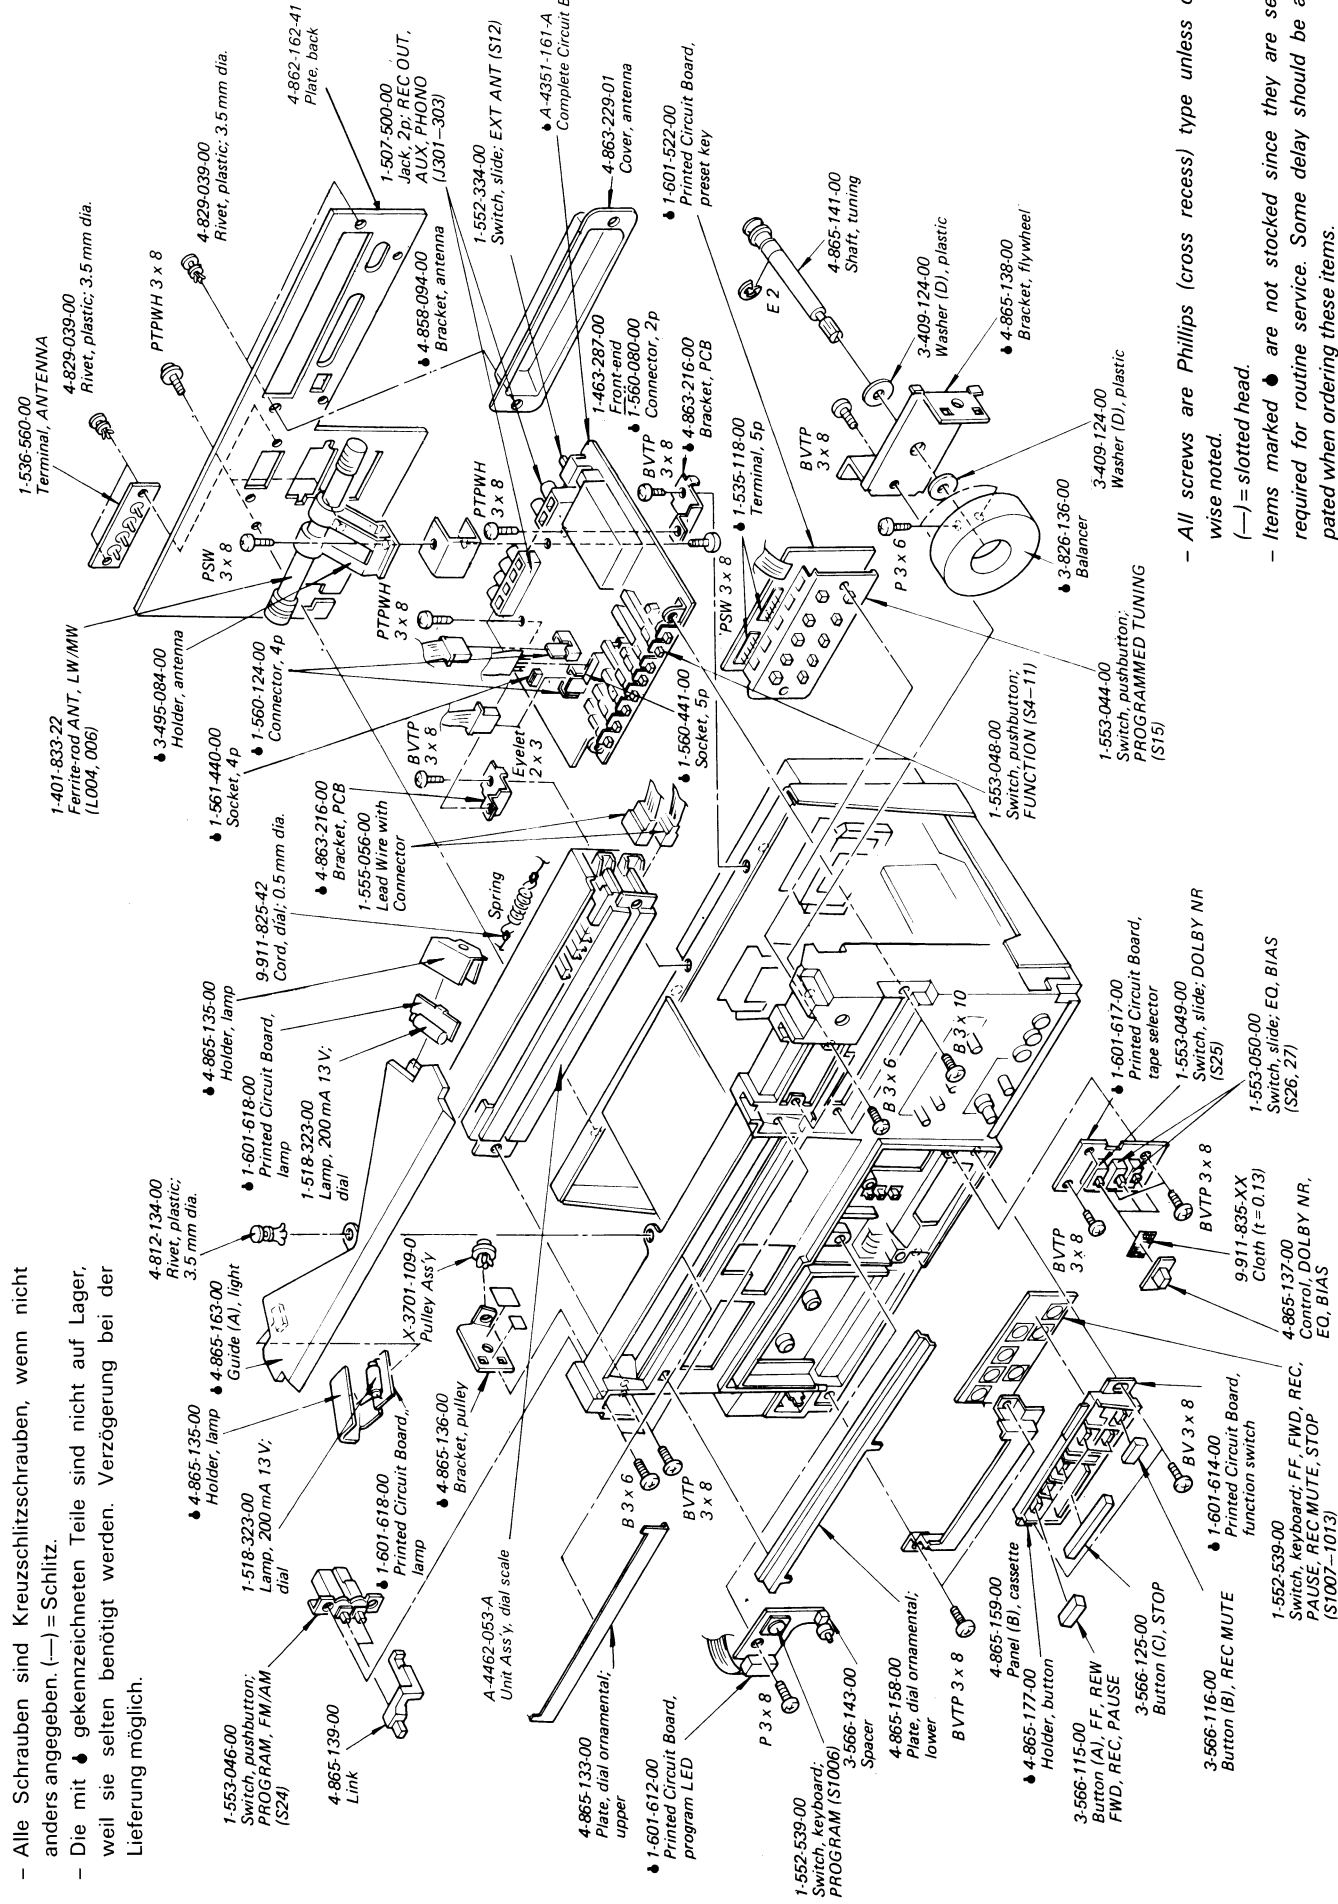 – Alle Schrauben sind Kreuzschlitzschrauben, wenn nicht
anders angegeben. (—) = Schlitz.
– Die mit gekennzeichneten Teile sind nicht auf Lager,
weil sie selten benötigt werden. Verzögerung bei der
Lieferung möglich.
1-553-046-00
Switch, pushbutton;
PROGRAM, FM/AM
(S24)
4-865-139-00
Link
1-518-323-00
Lamp, 200 mA 13 V;
dial
4-865-135-00
Holder, lamp
4-865-163-00
Guide (A), light
4-812-134-00
Rivet, plastic;
3.5 mm dia.
1-601-618-00
Printed Circuit Board,
lamp
4-865-136-00
Bracket, pulley
X-3701-109-0
Pulley Ass'y
A-4462-053-A
Unit Ass'y, dial scale
4-865-133-00
Plate, dial ornamental;
upper
B 3 x 6
BVTP
3 x 8
1-601-612-00
Printed Circuit Board,
program LED
P 3 x 8
1-552-539-00
Switch, keyboard;
PROGRAM (S1006)
3-566-143-00
Spacer
4-865-158-00
Plate, dial ornamental;
lower
BVTP 3 x 8
4-865-159-00
Panel (B), cassette
4-865-177-00
Holder, button
3-566-115-00
Button (A), FF, REW
FWD, REC, PAUSE
3-566-125-00
Button (C), STOP
3-566-116-00
Button (B), REC MUTE
1-601-614-00
Printed Circuit Board,
function switch
BV 3 x 8
1-552-539-00
Switch, keyboard; FF, FWD, REC,
PAUSE, REC MUTE, STOP
(S1007–1013)
4-865-137-00
Control, DOLBY NR,
EQ, BIAS
9-911-835-XX
Cloth (t = 0.13)
BVTP
3 x 8
BVTP 3 x 8
1-553-050-00
Switch, slide; EQ, BIAS
(S26, 27)
1-553-049-00
Switch, slide; DOLBY NR
(S25)
1-601-617-00
Printed Circuit Board,
tape selector
B 3 x 6
B 3 x 10
1-518-323-00
Lamp, 200 mA 13 V;
dial
1-601-618-00
Printed Circuit Board,
lamp
4-865-135-00
Holder, lamp
9-911-825-42
Cord, dial; 0.5 mm dia.
Spring
1-555-056-00
Lead Wire with
Connector
4-863-216-00
Bracket, PCB
BVTP
3 x 8
Eyelet
2 x 3
1-561-440-00
Socket, 4p
1-560-124-00
Connector, 4p
3-495-084-00
Holder, antenna
1-401-833-22
Ferrite-rod ANT, LW/MW
(L004, 006)
1-560-441-00
Socket, 5p
PTPWH
3 x 8
PSW
3 x 8
1-536-560-00
Terminal, ANTENNA
4-829-039-00
Rivet, plastic; 3.5 mm dia.
PTPWH 3 x 8
4-829-039-00
Rivet, plastic; 3.5 mm dia.
4-862-162-41
Plate, back
4-858-094-00
Bracket, antenna
1-507-500-00
Jack, 2p; REC OUT,
AUX, PHONO
(J301–303)
1-552-334-00
Switch, slide; EXT ANT (S12)
A-4351-161-A
Complete Circuit B
4-863-229-01
Cover, antenna
1-463-287-00
Front-end
1-560-080-00
Connector, 2p
BVTP
3 x 8
4-863-216-00
Bracket, PCB
PTPWH
3 x 8
PSW 3 x 8
1-535-118-00
Terminal, 5p
1-601-522-00
Printed Circuit Board,
preset key
1-553-048-00
Switch, pushbutton;
FUNCTION (S4–11)
1-553-044-00
Switch, pushbutton;
PROGRAMMED TUNING
(S15)
E 2
4-865-141-00
Shaft, tuning
3-409-124-00
Washer (D), plastic
4-865-138-00
Bracket, flywheel
BVTP
3 x 8
P 3 x 6
3-409-124-00
Washer (D), plastic
3-826-136-00
Balancer
– All screws are Phillips (cross recess) type unless o
wise noted.
(—) = slotted head.
– Items marked are not stocked since they are se
required for routine service. Some delay should be a
pated when ordering these items.